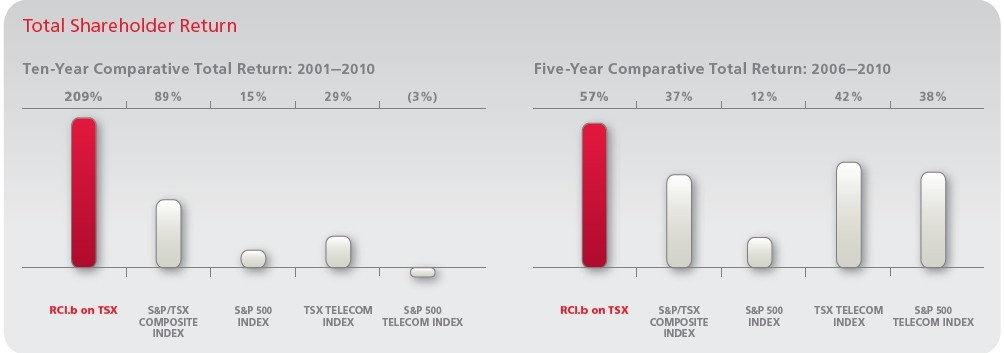 Total Shareholder Return
Ten-Year Comparative Total Return: 2001—2010
209% 89% 15% 29% (3%)
RCI.b on TSX S&P/TSX COMPOSITE INDEX S&P 500 INDEX TSX TELECOM INDEX S&P 500 TELECOM INDEX
Five-Year Comparative Total Return: 2006—2010
57% 37% 12% 42% 38%
RCI.b on TSX S&P/TSX COMPOSITE INDEX S&P 500 INDEX TSX TELECOM INDEX S&P 500 TELECOM INDEX